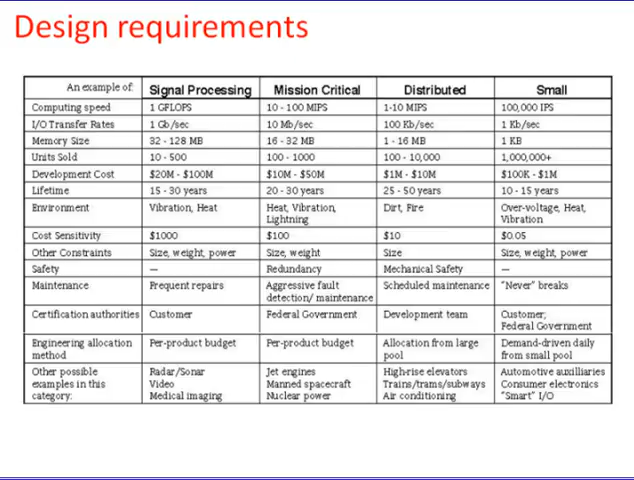 Design requirements
An example of: Signal Processing Mission Critical Distributed Small
Computing speed 1 GFLOPS 10 - 100 MIPS 1-10 MIPS 100,000 IPS
I/O Transfer Rates 1 Gb/sec 10 Mb/sec 100 Kb/sec 1 Kb/sec
Memory Size 32 - 128 MB 16 - 32 MB 1 - 16 MB 1 KB
Units Sold 10 - 500 100 - 1000 100 - 10,000 1,000,000+
Development Cost $20M - $100M $10M - $50M $1M - $10M $100K - $1M
Lifetime 15 - 30 years 20 - 30 years 25 - 50 years 10 - 15 years
Environment Vibration, Heat Heat, Vibration, Dirt, Fire Over-voltage, Heat,
Lightning Vibration
Cost Sensitivity $1000 $100 $10 $0.05
Other Constraints Size, weight, power Size, weight Size Size, weight, power
Safety — Redundancy Mechanical Safety —
Maintenance Frequent repairs Aggressive fault Scheduled maintenance "Never" breaks
detection/ maintenance
Certification authorities Customer Federal Government Development team Customer;
Federal Government
Engineering allocation Per-product budget Per-product budget Allocation from large Demand-driven daily
method pool from small pool
Other possible Radar/Sonar Jet engines High-rise elevators Automotive auxilliaries
examples in this Video Manned spacecraft Trains/trams/subways Consumer electronics
category: Medical imaging Nuclear power Air conditioning "Smart" I/O